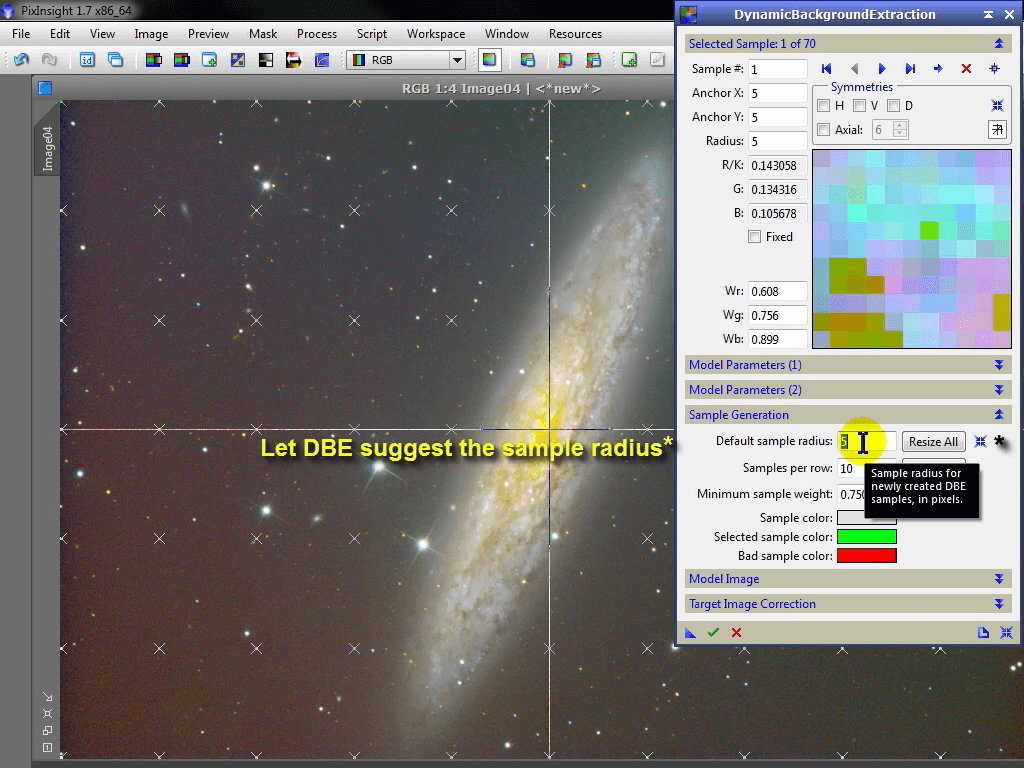 PixInsight 1.7 x86_64
File Edit View Image Preview Mask Process Script Workspace Window Resources
RGB
RGB 1:4 Image04 | <*new*>
Image04
Let DBE suggest the sample radius*
DynamicBackgroundExtraction
Selected Sample: 1 of 70
Sample #: 1
Anchor X: 5
Anchor Y: 5
Radius: 5
R/K: 0.143058
G: 0.134316
B: 0.105678
Fixed
Symmetries
H V D
Axial: 6
Wr: 0.608
Wg: 0.756
Wb: 0.899
Model Parameters (1)
Model Parameters (2)
Sample Generation
Default sample radius: 5 Resize All *
Samples per row: 10
Minimum sample weight: 0.750
Sample radius for
newly created DBE
samples, in pixels.
Sample color:
Selected sample color:
Bad sample color:
Model Image
Target Image Correction